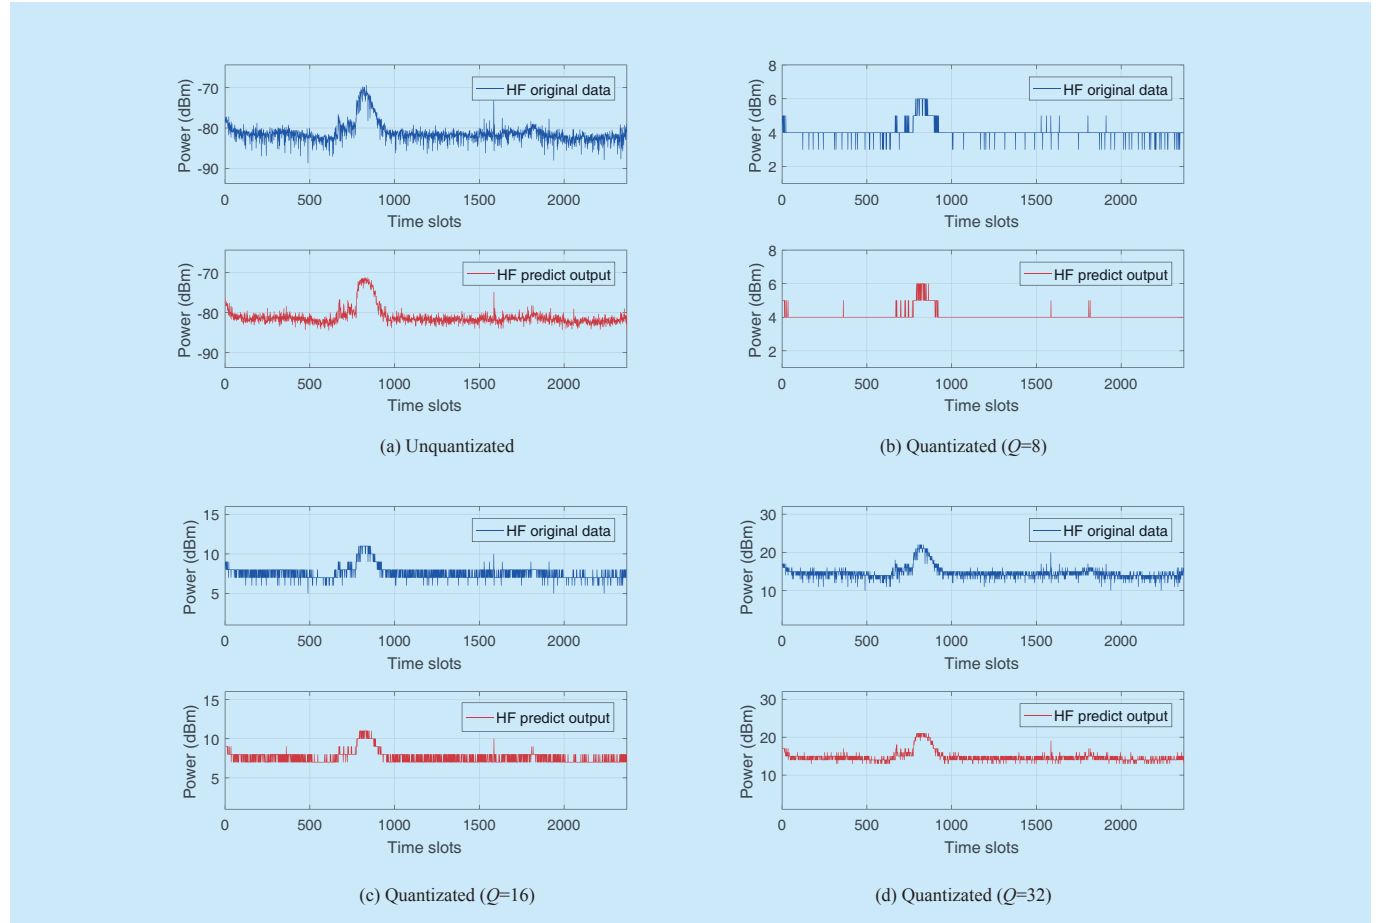 -70
-80
-90
Power (dBm)
HF original data
0 500 1000 1500 2000
Time slots
-70
-80
-90
Power (dBm)
HF predict output
0 500 1000 1500 2000
Time slots
(a) Unquantizated
8
6
4
2
Power (dBm)
HF original data
0 500 1000 1500 2000
Time slots
8
6
4
2
Power (dBm)
HF predict output
0 500 1000 1500 2000
Time slots
(b) Quantizated (Q=8)
15
10
5
Power (dBm)
HF original data
0 500 1000 1500 2000
Time slots
15
10
5
Power (dBm)
HF predict output
0 500 1000 1500 2000
Time slots
(c) Quantizated (Q=16)
30
20
10
Power (dBm)
HF original data
0 500 1000 1500 2000
Time slots
30
20
10
Power (dBm)
HF predict output
0 500 1000 1500 2000
Time slots
(d) Quantizated (Q=32)